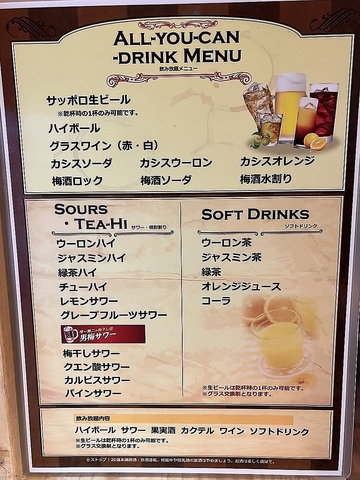 ALL-YOU-CAN
-DRINK MENU
飲み放題メニュー
サッポロ生ビール
※乾杯時の1杯のみ可能です。
ハイボール
グラスワイン（赤・白）
カシスソーダ カシスウーロン カシスオレンジ
梅酒ロック 梅酒ソーダ 梅酒水割り
SOURS
・TEA-HI サワー・焼酎割り
ウーロンハイ
ジャスミンハイ
緑茶ハイ
チューハイ
レモンサワー
グレープフルーツサワー
男梅サワー
梅干しサワー
クエン酸サワー
カルピスサワー
パインサワー
SOFT DRINKS
ソフトドリンク
ウーロン茶
ジャスミン茶
緑茶
オレンジジュース
コーラ
※生ビールは乾杯時の1杯のみ可能です。
※グラス交換制となります。
飲み放題内容
ハイボール サワー 果実酒 カクテル ワイン ソフトドリンク
※生ビールは乾杯時の1杯のみ可能です。
※グラス交換制となります。